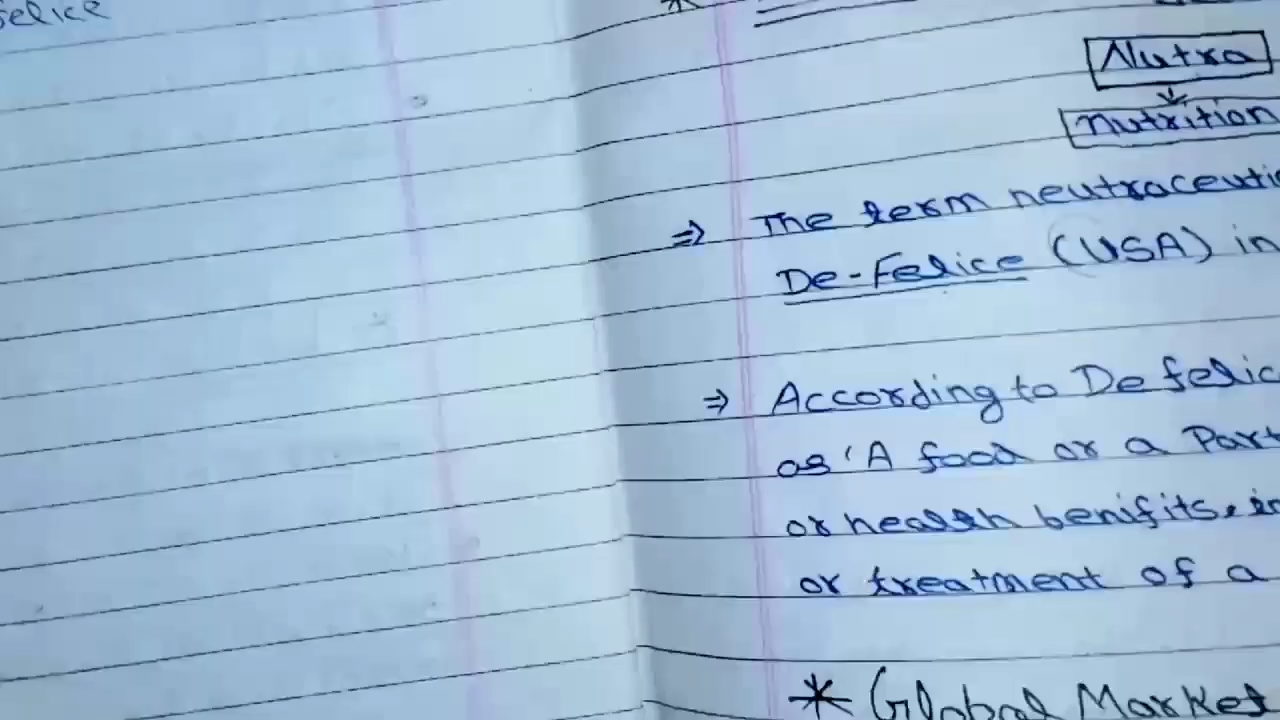 felice
*
Nutra
nutrition
⇒ The term neutraceuti
De-Felice (USA) in
⇒ According to De felic
as 'A food or a Part
or health benifits, in
or treatment of a
* Global Market